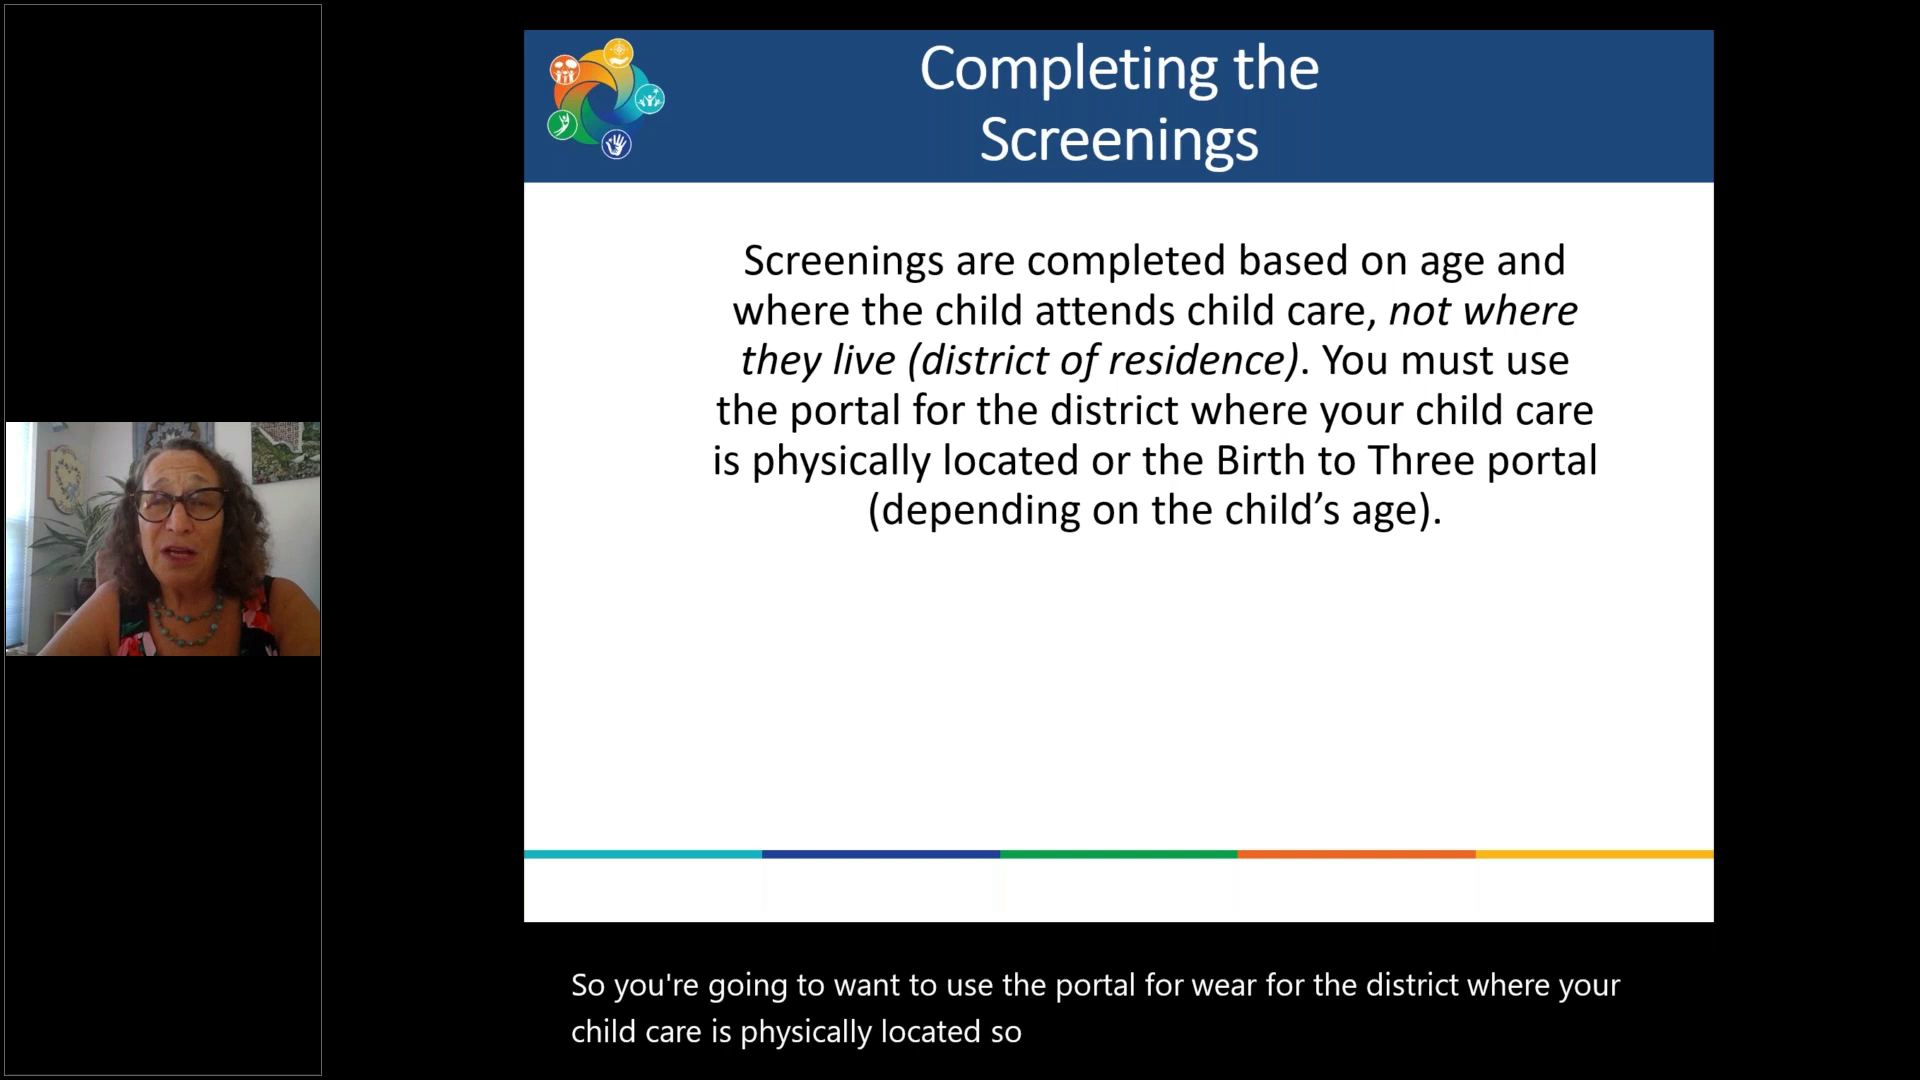 Completing the
Screenings
Screenings are completed based on age and
where the child attends child care, not where
they live (district of residence). You must use
the portal for the district where your child care
is physically located or the Birth to Three portal
(depending on the child’s age).
So you're going to want to use the portal for wear for the district where your
child care is physically located so